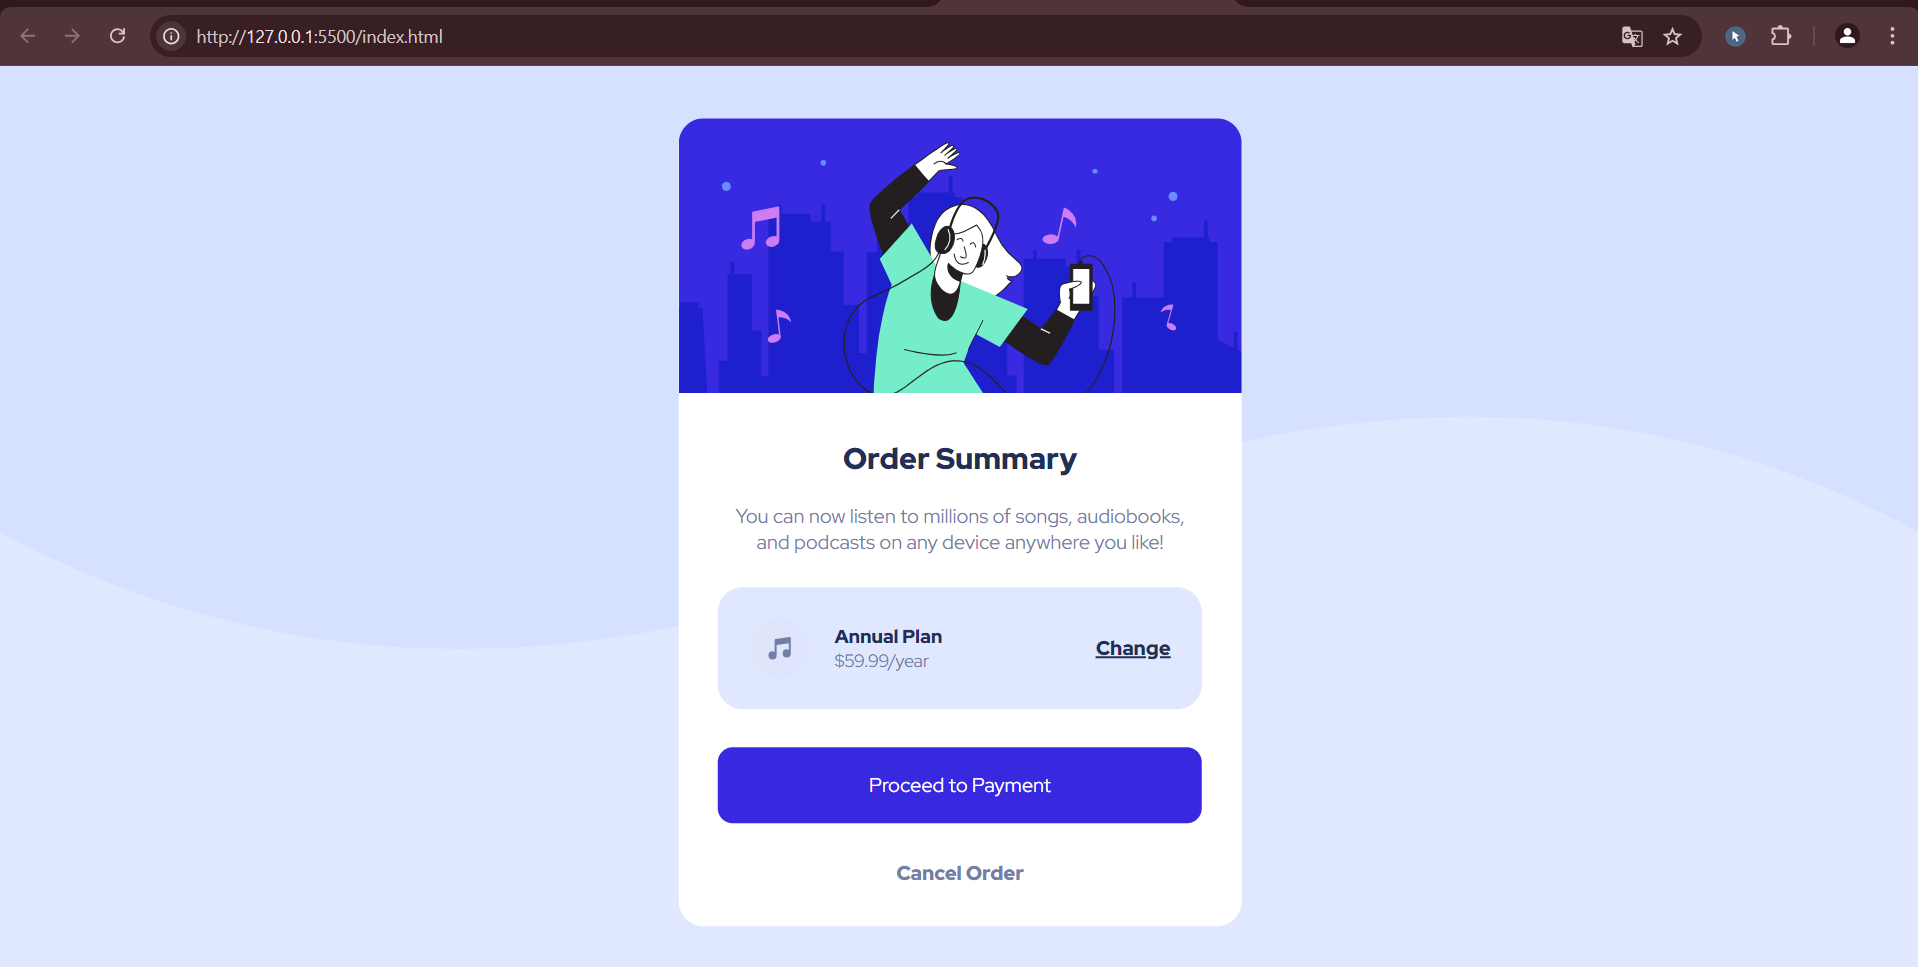 http://127.0.0.1:5500/index.html
Order Summary
You can now listen to millions of songs, audiobooks,
and podcasts on any device anywhere you like!
Annual Plan
$59.99/year
Change
Proceed to Payment
Cancel Order